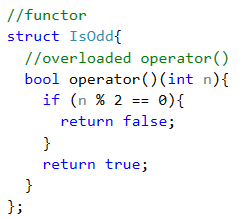 //functor
struct IsOdd{
  //overloaded operator()
  bool operator()(int n){
    if (n % 2 == 0){
      return false;
    }
    return true;
  }
};